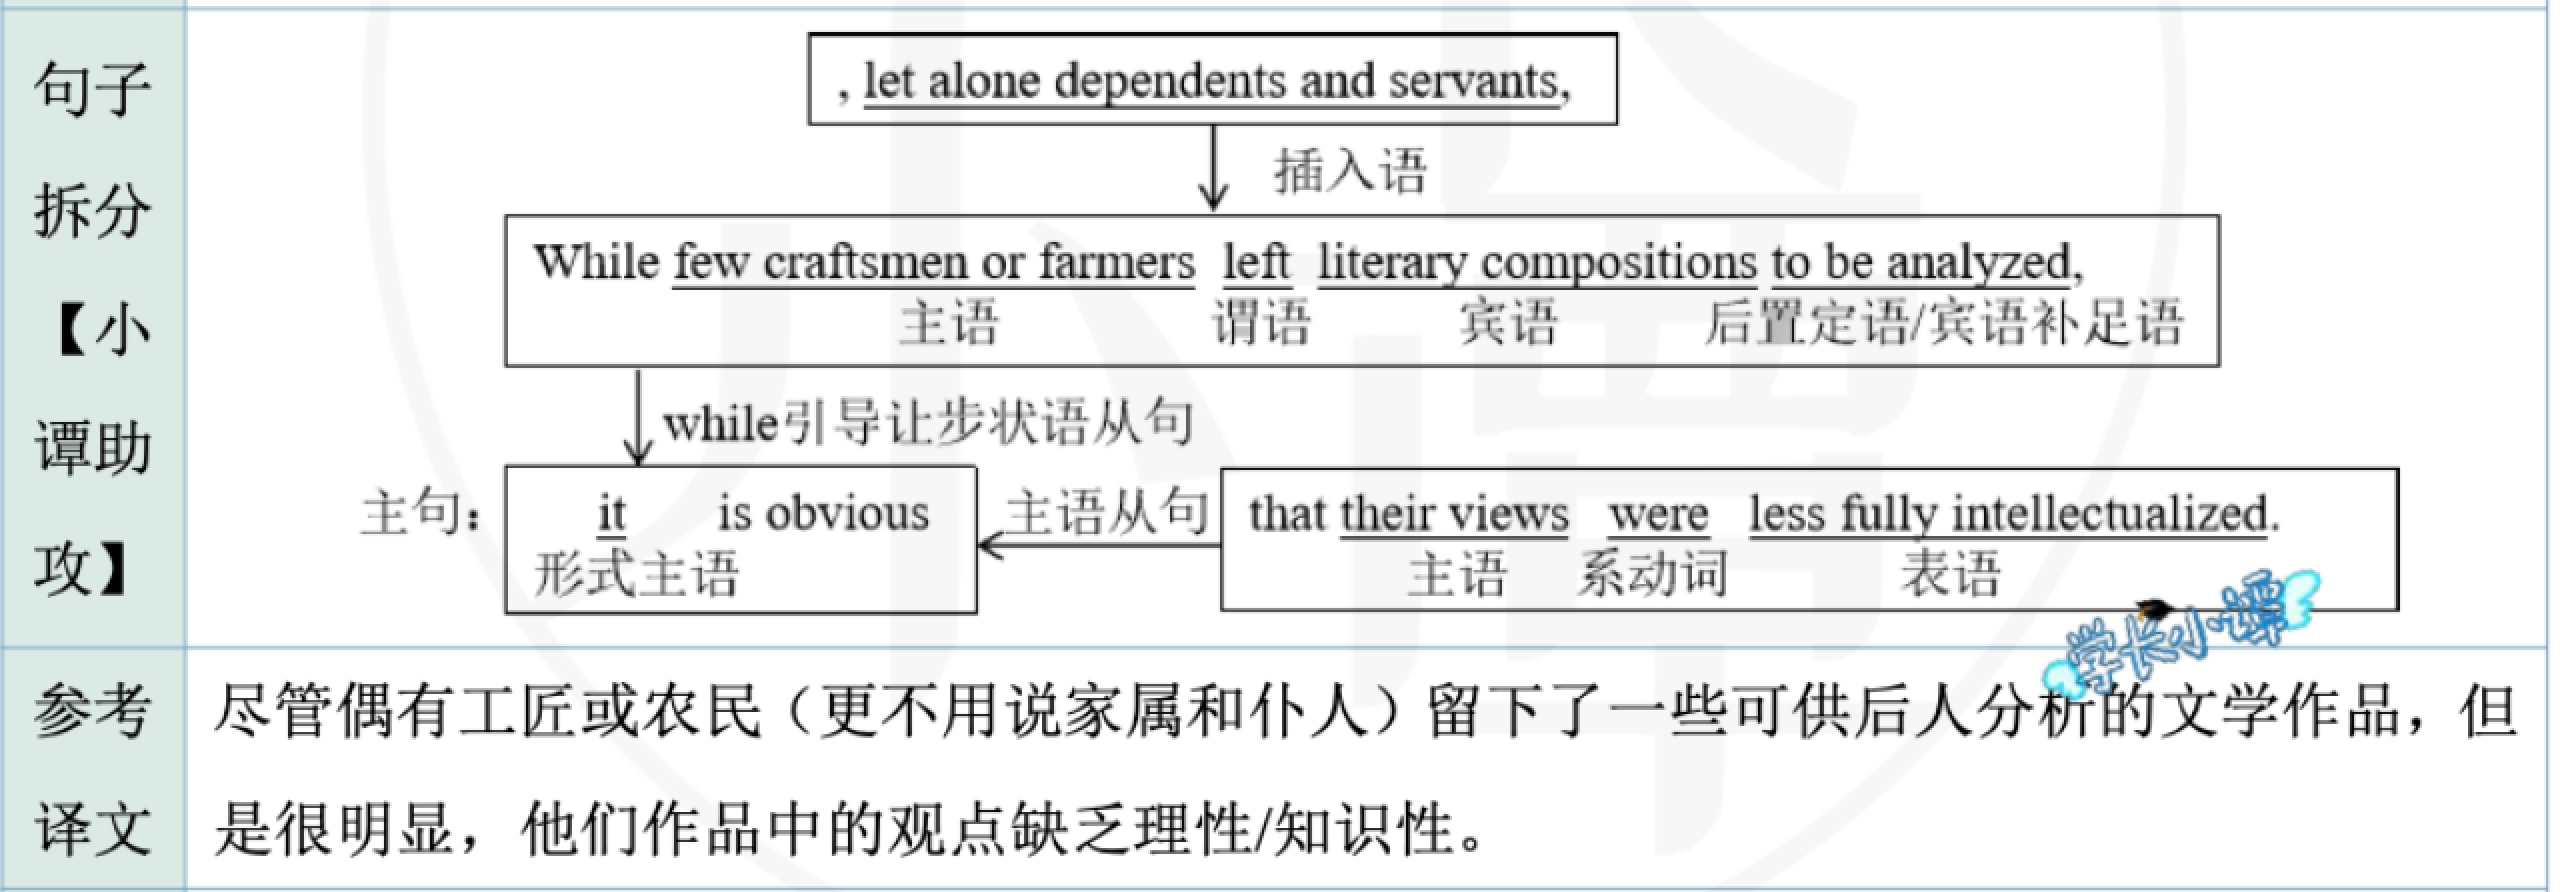 句子
拆分
【小
谭助
攻】
, let alone dependents and servants,
插入语
While few craftsmen or farmers left literary compositions to be analyzed,
主语 谓语 宾语 后置定语/宾语补足语
while引导让步状语从句
主句： it is obvious 主语从句 that their views were less fully intellectualized.
形式主语 主语 系动词 表语
学长小谭
参考
译文
尽管偶有工匠或农民（更不用说家属和仆人）留下了一些可供后人分析的文学作品，但
是很明显，他们作品中的观点缺乏理性/知识性。